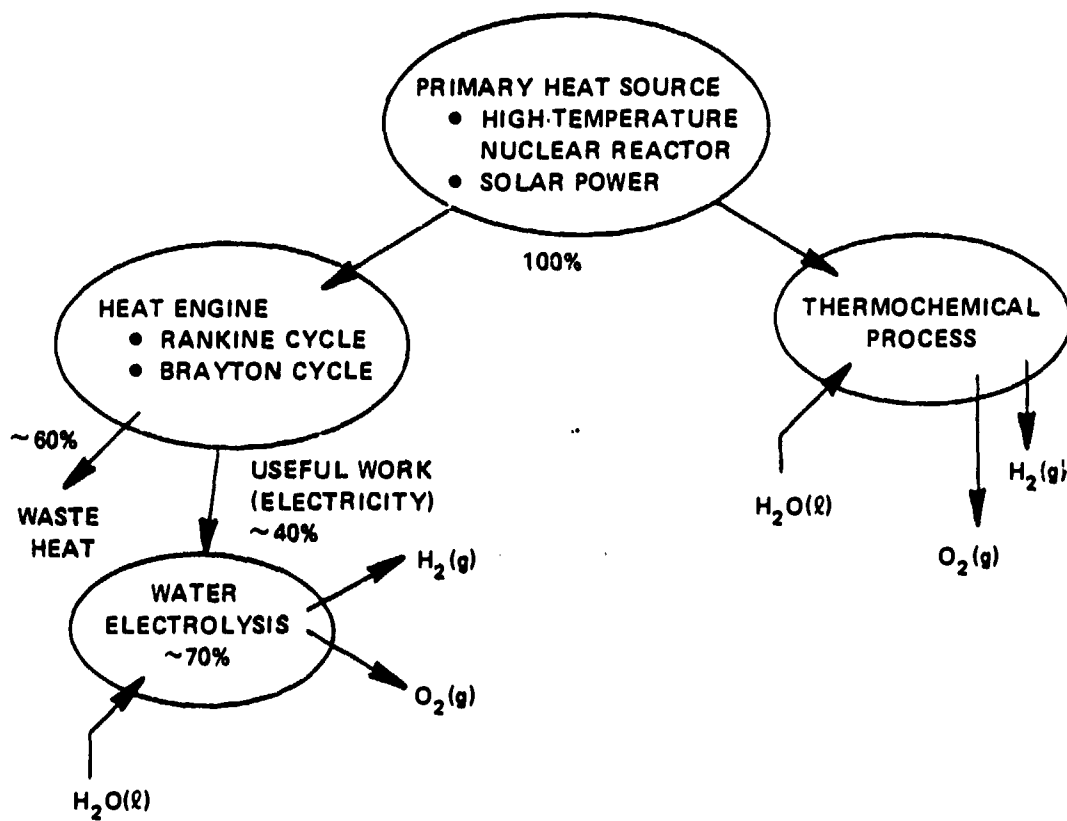 PRIMARY HEAT SOURCE
• HIGH-TEMPERATURE
NUCLEAR REACTOR
• SOLAR POWER
100%
HEAT ENGINE
• RANKINE CYCLE
• BRAYTON CYCLE
THERMOCHEMICAL
PROCESS
~60%
WASTE
HEAT
USEFUL WORK
(ELECTRICITY)
~40%
H₂O(ℓ)
H₂(g)
O₂(g)
WATER
ELECTROLYSIS
~70%
H₂(g)
O₂(g)
H₂O(ℓ)